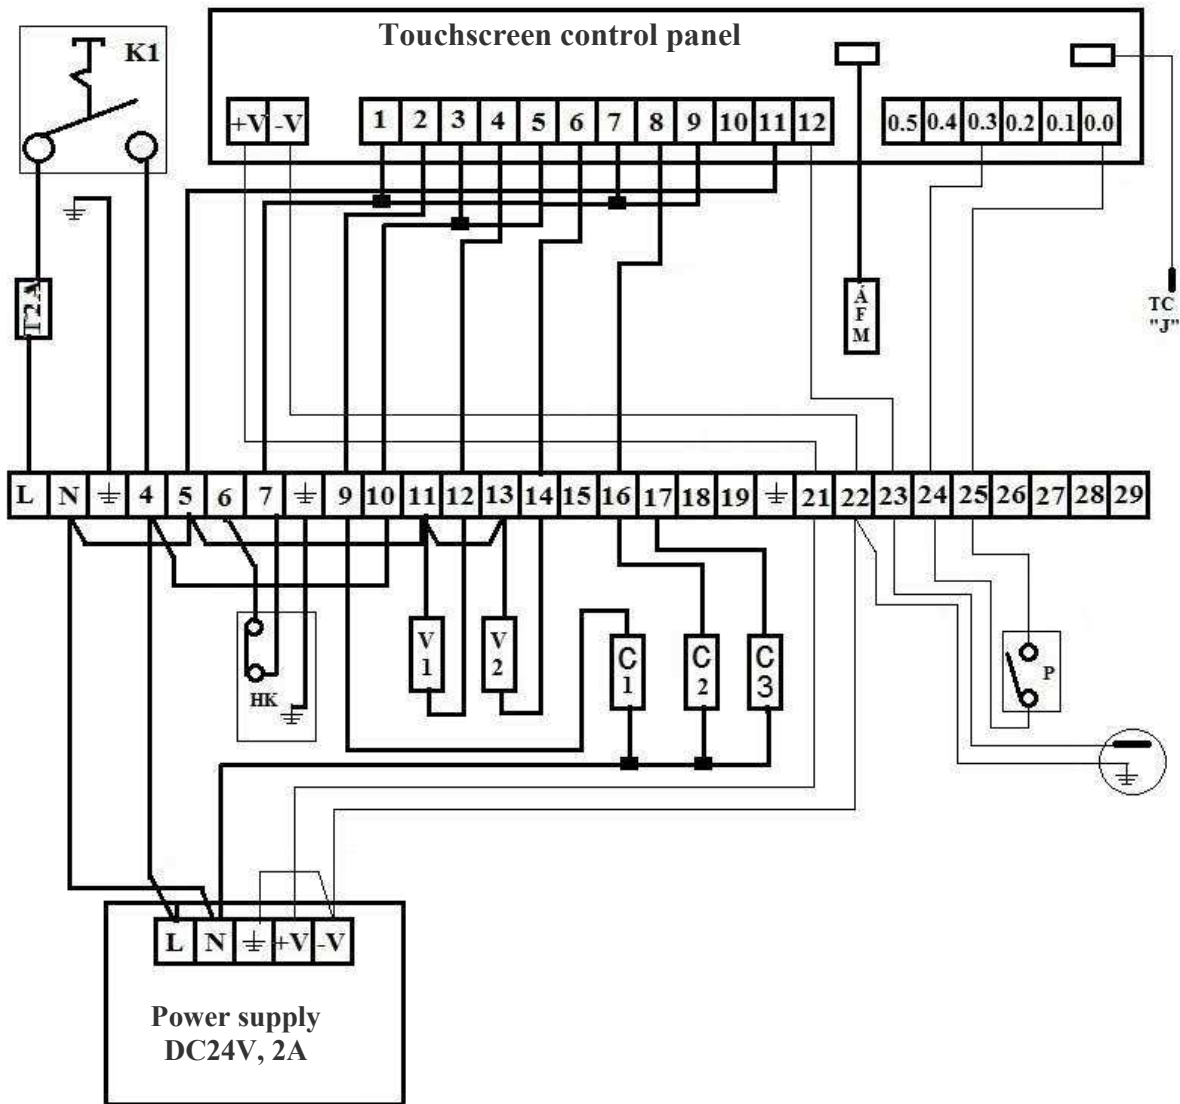 Touchscreen control panel
K1
+V -V 1 2 3 4 5 6 7 8 9 10 11 12 0.5 0.4 0.3 0.2 0.1 0.0
T2A
ÁFM
TC
"J"
L N 4 5 6 7 9 10 11 12 13 14 15 16 17 18 19 21 22 23 24 25 26 27 28 29
HK
V1
V2
C1
C2
C3
P
L N +V -V
Power supply
DC24V, 2A